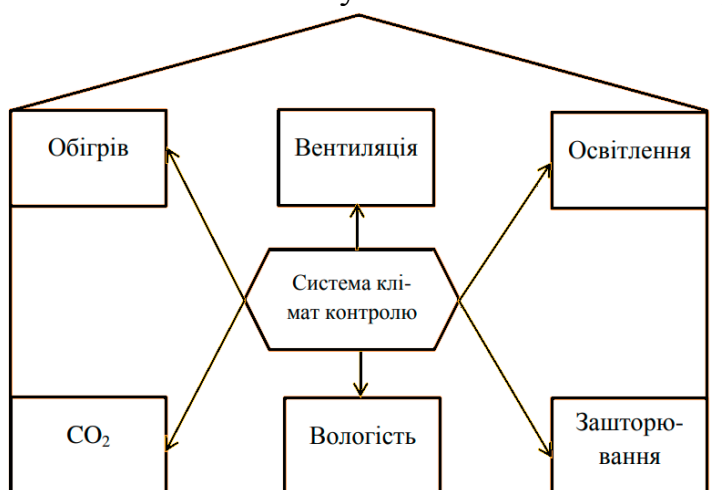 Обігрів
Вентиляція
Освітлення
Система клі-
мат контролю
CO₂
Вологість
Зашторю-
вання